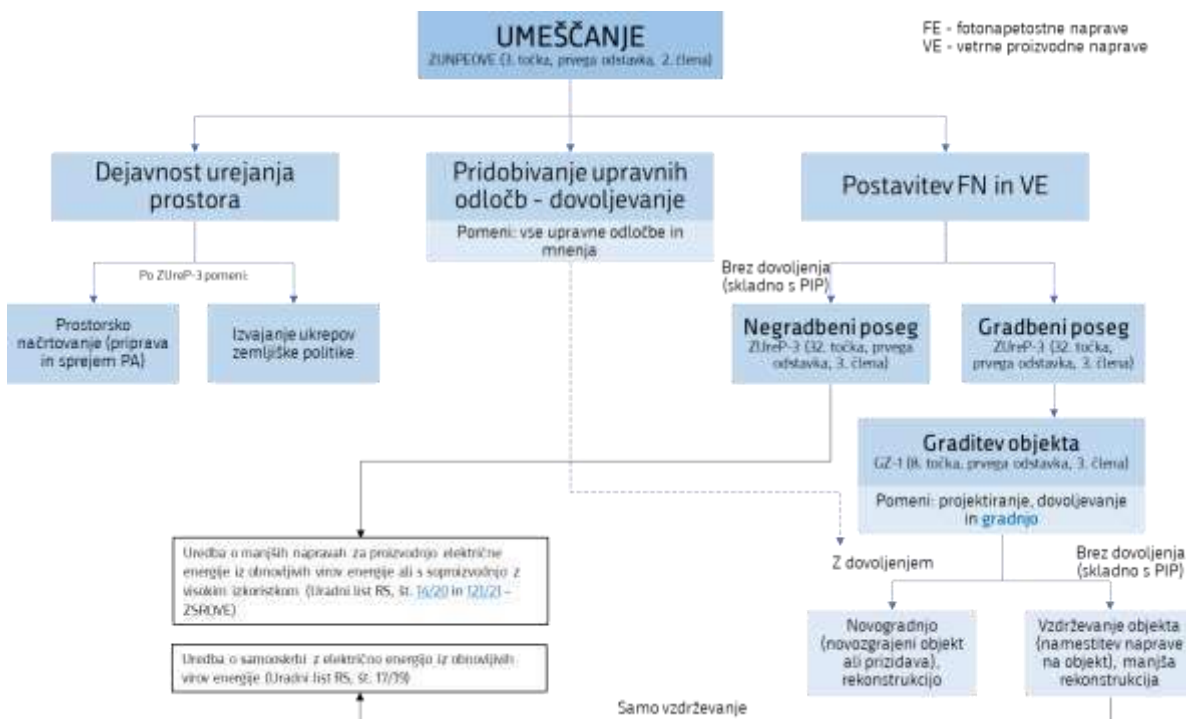 UMEŠČANJE
ZUNPEOVE (3. točka, prvega odstavka, 2. člena)
FE - fotonapetostne naprave
VE - vetrne proizvodne naprave
Dejavnost urejanja
prostora
Pridobivanje upravnih
odločb - dovoljevanje
Pomeni: vse upravne odločbe in
mnenja
Postavitev FN in VE
Po ZUreP-3 pomeni:
Brez dovoljenja
(skladno s PIP)
Prostorsko
načrtovanje (priprava
in sprejem PA)
Izvajanje ukrepov
zemljiške politike
Negradbeni poseg
ZUreP-3 (32. točka, prvega
odstavka, 3. člena)
Gradbeni poseg
ZUreP-3 (32. točka,
prvega odstavka, 3. člena)
Graditev objekta
GZ-1 (8. točka, prvega odstavka, 3. člena)
Pomeni: projektiranje, dovoljevanje
in gradnjo
Uredba o manjših napravah za proizvodnjo električne
energije iz obnovljivih virov energije ali s soproizvodnjo z
visokim izkoristkom (Uradni list RS, št. 14/20 in 121/21 –
ZSROVE)
Z dovoljenjem
Brez dovoljenja
(skladno s PIP)
Novogradnjo
(novozgrajeni objekt
ali prizidava),
rekonstrukcijo
Vzdrževanje objekta
(namestitev naprave
na objekt), manjša
rekonstrukcija
Uredba o samooskrbi z električno energijo iz obnovljivih
virov energije (Uradni list RS, št. 17/19)
Samo vzdrževanje